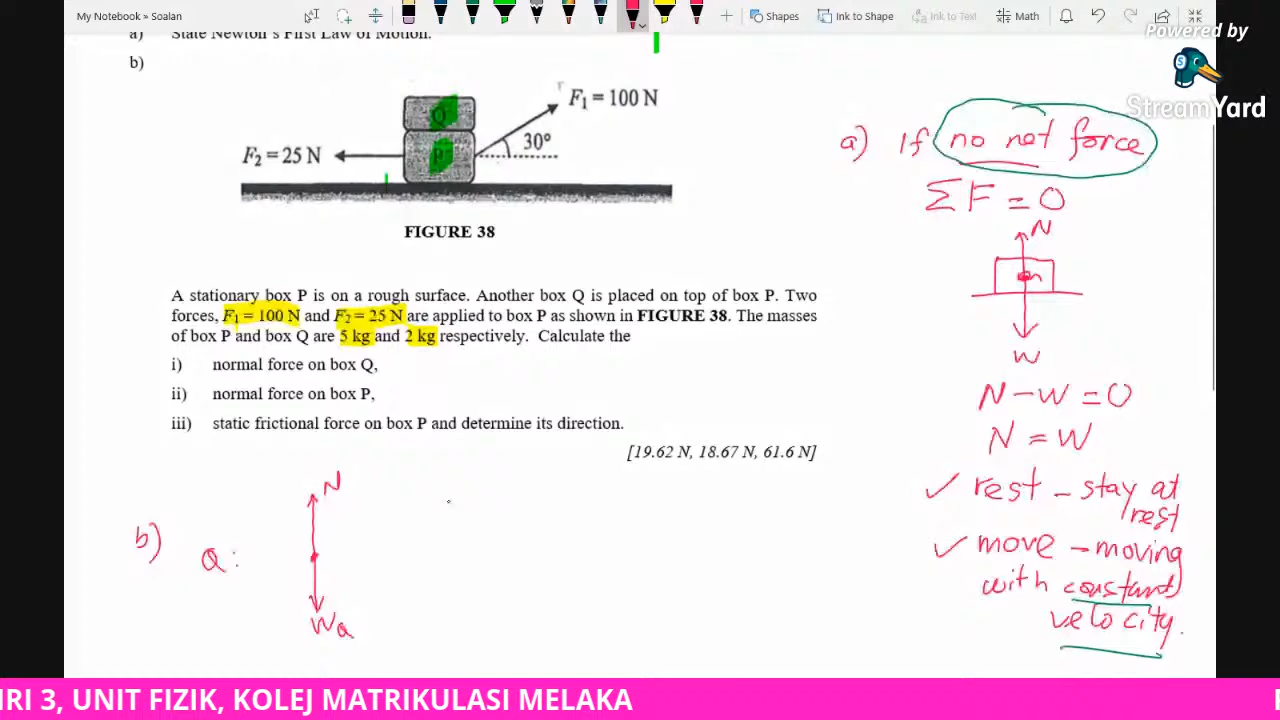 My Notebook » Soalan
Shapes
Ink to Shape
Ink to Text
Math
Powered by
StreamYard
a) State Newton's First Law of Motion.
b)
F₁ = 100 N
30°
F₂ = 25 N
Q
P
FIGURE 38
A stationary box P is on a rough surface. Another box Q is placed on top of box P. Two
forces, F₁ = 100 N and F₂ = 25 N are applied to box P as shown in FIGURE 38. The masses
of box P and box Q are 5 kg and 2 kg respectively. Calculate the
i) normal force on box Q,
ii) normal force on box P,
iii) static frictional force on box P and determine its direction.
[19.62 N, 18.67 N, 61.6 N]
b) Q:
N
W_Q
a) If no net force
ΣF = 0
N
m
W
N - W = 0
N = W
✓ rest - stay at
rest
✓ move - moving
with constant
velocity.
IRI 3, UNIT FIZIK, KOLEJ MATRIKULASI MELAKA